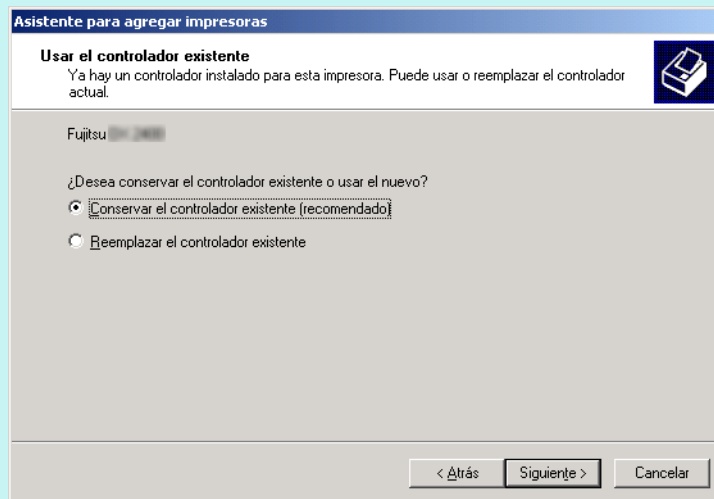 Asistente para agregar impresoras
Usar el controlador existente
Ya hay un controlador instalado para esta impresora. Puede usar o reemplazar el controlador
actual.
Fujitsu
¿Desea conservar el controlador existente o usar el nuevo?
Conservar el controlador existente (recomendado)
Reemplazar el controlador existente
< Atrás Siguiente > Cancelar